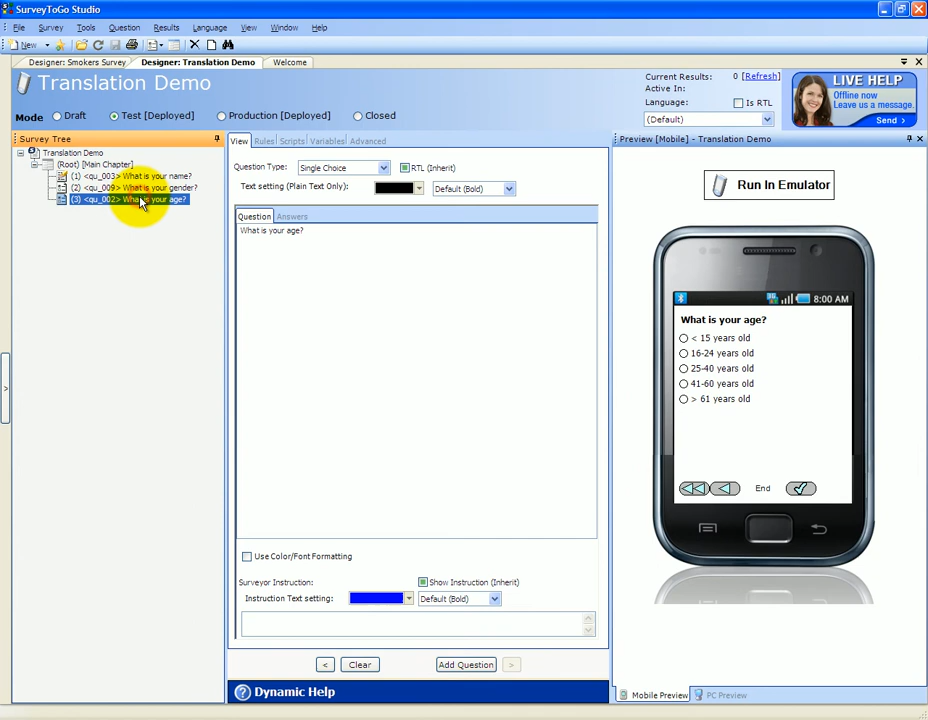 SurveyToGo Studio
File Survey Tools Question Results Language View Window Help
New
Designer: Smokers Survey Designer: Translation Demo Welcome
Translation Demo
Mode Draft Test [Deployed] Production [Deployed] Closed
Current Results: 0 [Refresh]
Active In:
Language: Is RTL
(Default)
LIVE HELP
Offline now
Leave us a message.
Send >
Survey Tree
Translation Demo
(Root) [Main Chapter]
(1) <qu_003> What is your name?
(2) <qu_009> What is your gender?
(3) <qu_002> What is your age?
View Rules Scripts Variables Advanced
Question Type: Single Choice RTL (Inherit)
Text setting (Plain Text Only): Default (Bold)
Question Answers
What is your age?
Use Color/Font Formatting
Surveyor Instruction: Show Instruction (Inherit)
Instruction Text setting: Default (Bold)
< Clear Add Question >
Dynamic Help
Preview [Mobile] - Translation Demo
Run In Emulator
3G 8:00 AM
What is your age?
< 15 years old
16-24 years old
25-40 years old
41-60 years old
> 61 years old
End
Mobile Preview PC Preview